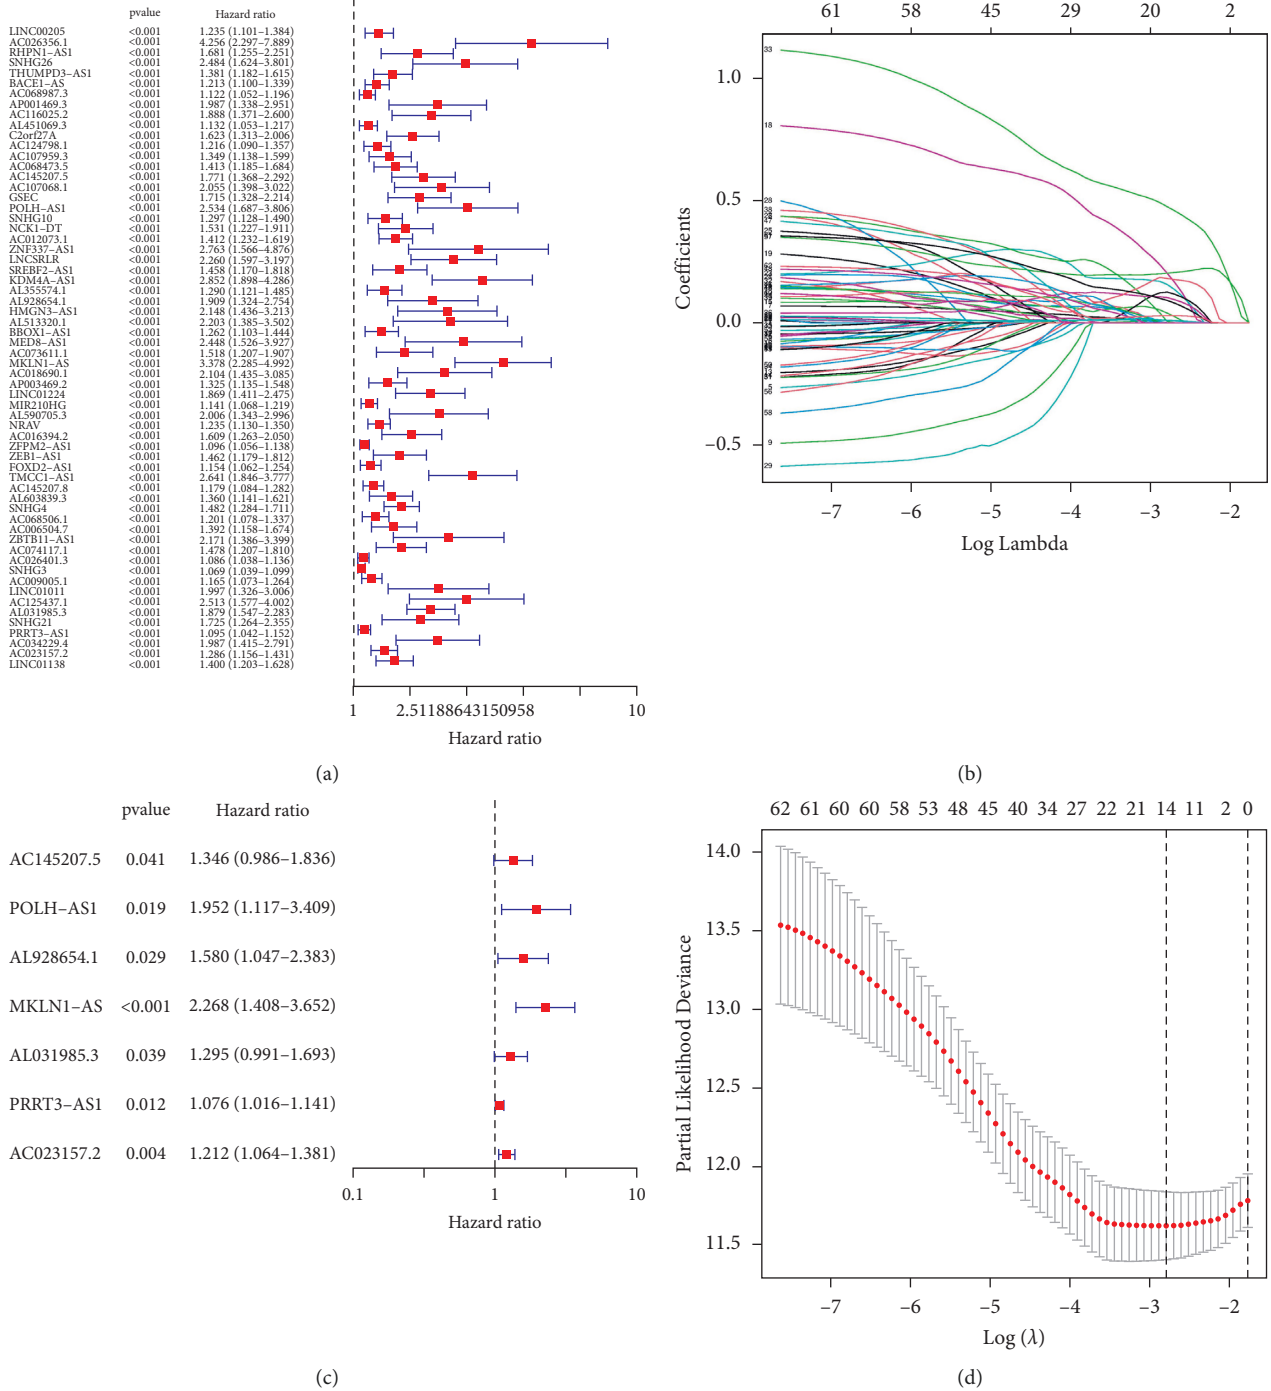 pvalue Hazard ratio
LINC00205 <0.001 1.235 (1.101–1.384)
AC026356.1 <0.001 4.256 (2.297–7.889)
RHPN1−AS1 <0.001 1.681 (1.255–2.251)
SNHG26 <0.001 2.484 (1.624–3.801)
THUMPD3−AS1 <0.001 1.381 (1.182–1.615)
BACE1−AS <0.001 1.213 (1.100–1.339)
AC068987.3 <0.001 1.122 (1.052–1.196)
AP001469.3 <0.001 1.987 (1.338–2.951)
AC116025.2 <0.001 1.888 (1.371–2.600)
AL451069.3 <0.001 1.132 (1.053–1.217)
C2orf27A <0.001 1.623 (1.313–2.006)
AC124798.1 <0.001 1.216 (1.090–1.357)
AC107959.3 <0.001 1.349 (1.138–1.599)
AC068473.5 <0.001 1.413 (1.185–1.684)
AC145207.5 <0.001 1.771 (1.368–2.292)
AC107068.1 <0.001 2.055 (1.398–3.022)
GSEC <0.001 1.715 (1.328–2.214)
POLH−AS1 <0.001 2.534 (1.687–3.806)
SNHG10 <0.001 1.297 (1.128–1.490)
NCK1−DT <0.001 1.531 (1.227–1.911)
AC012073.1 <0.001 1.412 (1.232–1.619)
ZNF337−AS1 <0.001 2.763 (1.566–4.876)
LNCSRLR <0.001 2.260 (1.597–3.197)
SREBF2−AS1 <0.001 1.458 (1.170–1.818)
KDM4A−AS1 <0.001 2.852 (1.898–4.286)
AL355574.1 <0.001 1.290 (1.121–1.485)
AL928654.1 <0.001 1.909 (1.324–2.754)
HMGN3−AS1 <0.001 2.148 (1.436–3.213)
AL513320.1 <0.001 2.203 (1.385–3.502)
BBOX1−AS1 <0.001 1.262 (1.103–1.444)
MED8−AS1 <0.001 2.448 (1.526–3.927)
AC073611.1 <0.001 1.518 (1.207–1.907)
MKLN1−AS <0.001 3.378 (2.285–4.992)
AC018690.1 <0.001 2.104 (1.435–3.085)
AP003469.2 <0.001 1.325 (1.135–1.548)
LINC01224 <0.001 1.869 (1.411–2.475)
MIR210HG <0.001 1.141 (1.068–1.219)
AL590705.3 <0.001 2.006 (1.343–2.996)
NRAV <0.001 1.235 (1.130–1.350)
AC016394.2 <0.001 1.609 (1.263–2.050)
ZFPM2−AS1 <0.001 1.096 (1.056–1.138)
ZEB1−AS1 <0.001 1.462 (1.179–1.812)
FOXD2−AS1 <0.001 1.154 (1.062–1.254)
TMCC1−AS1 <0.001 2.641 (1.846–3.777)
AC145207.8 <0.001 1.179 (1.084–1.282)
AL603839.3 <0.001 1.360 (1.141–1.621)
SNHG4 <0.001 1.482 (1.284–1.711)
AC068506.1 <0.001 1.201 (1.078–1.337)
AC006504.7 <0.001 1.392 (1.158–1.674)
ZBTB11−AS1 <0.001 2.171 (1.386–3.399)
AC074117.1 <0.001 1.478 (1.207–1.810)
AC026401.3 <0.001 1.086 (1.038–1.136)
SNHG3 <0.001 1.069 (1.039–1.099)
AC009005.1 <0.001 1.165 (1.073–1.264)
LINC01011 <0.001 1.997 (1.326–3.006)
AC125437.1 <0.001 2.513 (1.577–4.002)
AL031985.3 <0.001 1.879 (1.547–2.283)
SNHG21 <0.001 1.725 (1.264–2.355)
PRRT3−AS1 <0.001 1.095 (1.042–1.152)
AC034229.4 <0.001 1.987 (1.415–2.791)
AC023157.2 <0.001 1.286 (1.156–1.431)
LINC01138 <0.001 1.400 (1.203–1.628)
1 2.51188643150958 10
Hazard ratio
(a)
61 58 45 29 20 2
1.0
0.5
0.0
−0.5
Coefficients
33
18
28
47
19
5
56
58
9
29
−7 −6 −5 −4 −3 −2
Log Lambda
(b)
pvalue Hazard ratio
AC145207.5 0.041 1.346 (0.986–1.836)
POLH−AS1 0.019 1.952 (1.117–3.409)
AL928654.1 0.029 1.580 (1.047–2.383)
MKLN1−AS <0.001 2.268 (1.408–3.652)
AL031985.3 0.039 1.295 (0.991–1.693)
PRRT3−AS1 0.012 1.076 (1.016–1.141)
AC023157.2 0.004 1.212 (1.064–1.381)
0.1 1 10
Hazard ratio
(c)
62 61 60 60 58 53 48 45 40 34 27 22 21 14 11 2 0
14.0
13.5
13.0
12.5
12.0
11.5
Partial Likelihood Deviance
−7 −6 −5 −4 −3 −2
Log (λ)
(d)